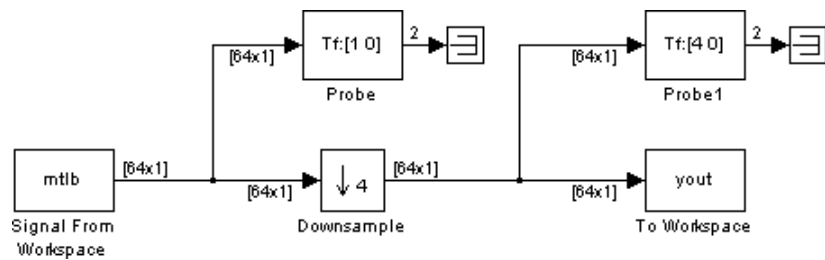 Tf:[1 0]
2
[64x1]
Probe
Tf:[4 0]
2
[64x1]
Probe1
mtlb
[64x1]
[64x1]
↓ 4
[64x1]
[64x1]
yout
Signal From
Workspace
Downsample
To Workspace